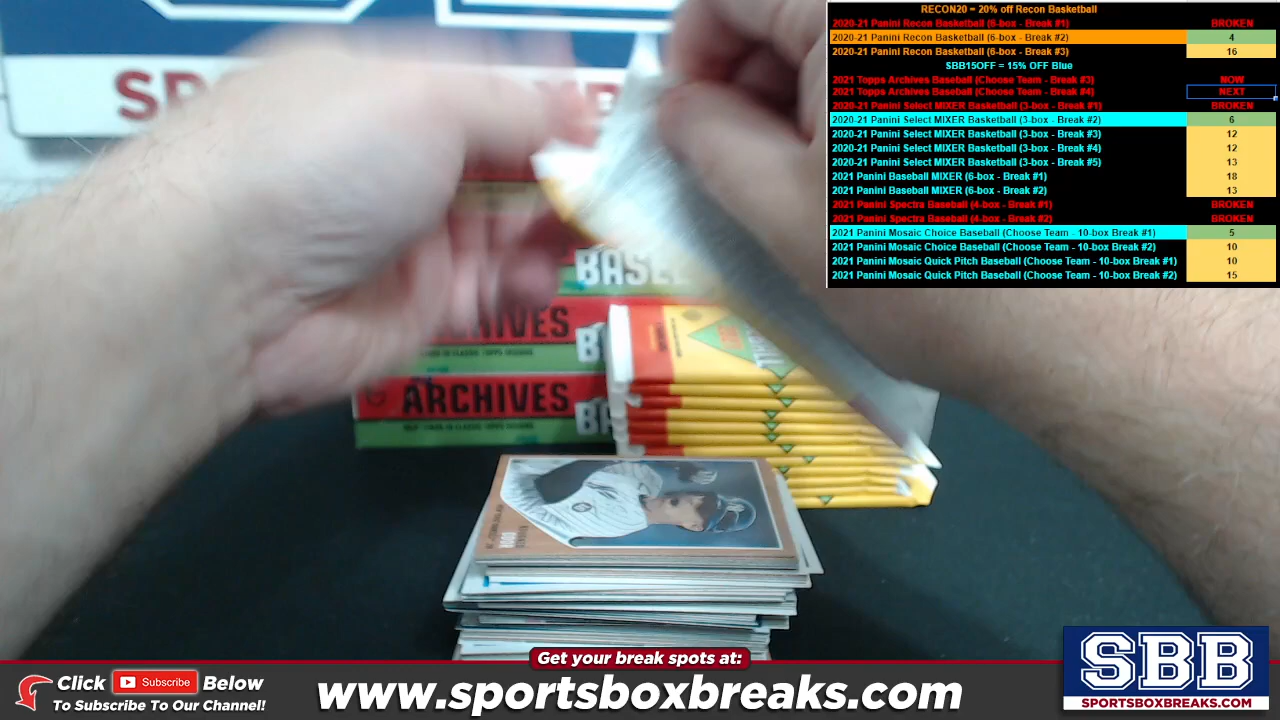 RECON20 = 20% off Recon Basketball
2020-21 Panini Recon Basketball (6-box - Break #1) BROKEN
2020-21 Panini Recon Basketball (6-box - Break #2) 4
2020-21 Panini Recon Basketball (6-box - Break #3) 16
SBB15OFF = 15% OFF Blue
2021 Topps Archives Baseball (Choose Team - Break #3) NOW
2021 Topps Archives Baseball (Choose Team - Break #4) NEXT
2020-21 Panini Select MIXER Basketball (3-box - Break #1) BROKEN
2020-21 Panini Select MIXER Basketball (3-box - Break #2) 6
2020-21 Panini Select MIXER Basketball (3-box - Break #3) 12
2020-21 Panini Select MIXER Basketball (3-box - Break #4) 12
2020-21 Panini Select MIXER Basketball (3-box - Break #5) 13
2021 Panini Baseball MIXER (6-box - Break #1) 18
2021 Panini Baseball MIXER (6-box - Break #2) 13
2021 Panini Spectra Baseball (4-box - Break #1) BROKEN
2021 Panini Spectra Baseball (4-box - Break #2) BROKEN
2021 Panini Mosaic Choice Baseball (Choose Team - 10-box Break #1) 5
2021 Panini Mosaic Choice Baseball (Choose Team - 10-box Break #2) 10
2021 Panini Mosaic Quick Pitch Baseball (Choose Team - 10-box Break #1) 10
2021 Panini Mosaic Quick Pitch Baseball (Choose Team - 10-box Break #2) 15
SP
BASE
CHIVES
BA
ARCHIVES
BA
Get your break spots at:
Click Subscribe Below
To Subscribe To Our Channel!
www.sportsboxbreaks.com
SBB
SPORTSBOXBREAKS.COM